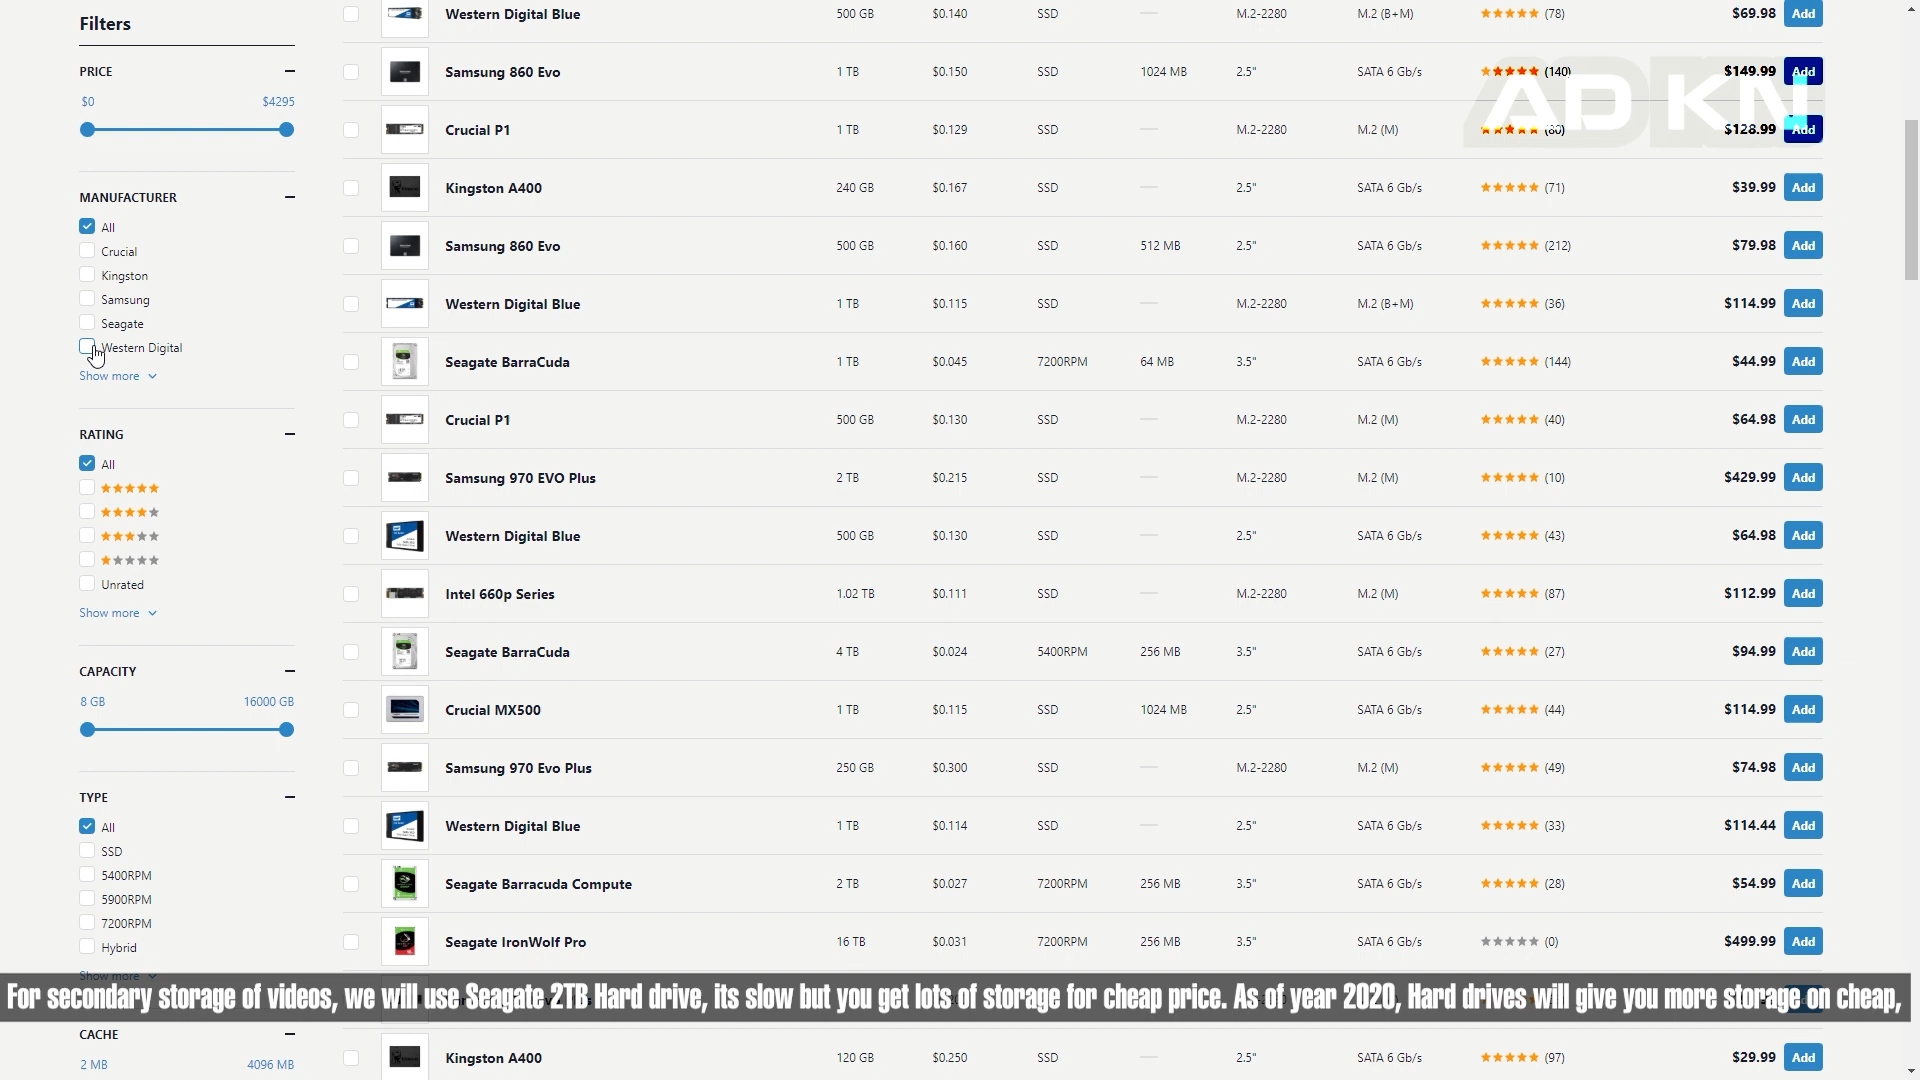 Filters
PRICE
$0 $4295
MANUFACTURER
All
Crucial
Kingston
Samsung
Seagate
Western Digital
Show more
RATING
All
Unrated
Show more
CAPACITY
8 GB 16000 GB
TYPE
All
SSD
5400RPM
5900RPM
7200RPM
Hybrid
Show more
CACHE
2 MB 4096 MB
Western Digital Blue 500 GB $0.140 SSD M.2-2280 M.2 (B+M) (78) $69.98 Add
Samsung 860 Evo 1 TB $0.150 SSD 1024 MB 2.5" SATA 6 Gb/s (140) $149.99 Add
ADKN
Crucial P1 1 TB $0.129 SSD M.2-2280 M.2 (M) (80) $128.99 Add
Kingston A400 240 GB $0.167 SSD 2.5" SATA 6 Gb/s (71) $39.99 Add
Samsung 860 Evo 500 GB $0.160 SSD 512 MB 2.5" SATA 6 Gb/s (212) $79.98 Add
Western Digital Blue 1 TB $0.115 SSD M.2-2280 M.2 (B+M) (36) $114.99 Add
Seagate BarraCuda 1 TB $0.045 7200RPM 64 MB 3.5" SATA 6 Gb/s (144) $44.99 Add
Crucial P1 500 GB $0.130 SSD M.2-2280 M.2 (M) (40) $64.98 Add
Samsung 970 EVO Plus 2 TB $0.215 SSD M.2-2280 M.2 (M) (10) $429.99 Add
Western Digital Blue 500 GB $0.130 SSD 2.5" SATA 6 Gb/s (43) $64.98 Add
Intel 660p Series 1.02 TB $0.111 SSD M.2-2280 M.2 (M) (87) $112.99 Add
Seagate BarraCuda 4 TB $0.024 5400RPM 256 MB 3.5" SATA 6 Gb/s (27) $94.99 Add
Crucial MX500 1 TB $0.115 SSD 1024 MB 2.5" SATA 6 Gb/s (44) $114.99 Add
Samsung 970 Evo Plus 250 GB $0.300 SSD M.2-2280 M.2 (M) (49) $74.98 Add
Western Digital Blue 1 TB $0.114 SSD 2.5" SATA 6 Gb/s (33) $114.44 Add
Seagate Barracuda Compute 2 TB $0.027 7200RPM 256 MB 3.5" SATA 6 Gb/s (28) $54.99 Add
Seagate IronWolf Pro 16 TB $0.031 7200RPM 256 MB 3.5" SATA 6 Gb/s (0) $499.99 Add
For secondary storage of videos, we will use Seagate 2TB Hard drive, its slow but you get lots of storage for cheap price. As of year 2020, Hard drives will give you more storage on cheap,
Kingston A400 120 GB $0.250 SSD 2.5" SATA 6 Gb/s (97) $29.99 Add